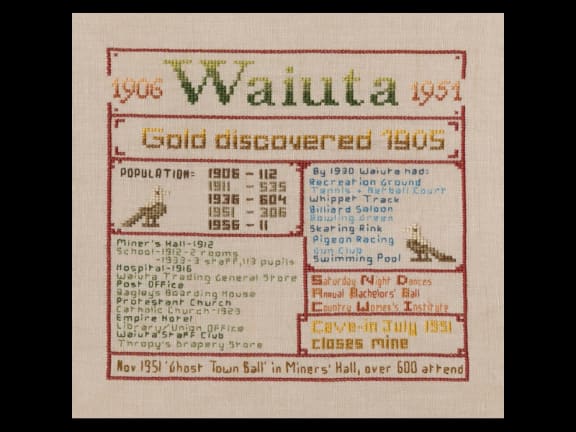 1906 Waiuta 1951
Gold discovered 1905
POPULATION= 1906 - 112
1911 - 535
1936 - 604
1951 - 306
1956 - 11
Miner's Hall-1912
School-1912-2 rooms
-1933-3 staff, 113 pupils
Hospital-1916
Waiuta Trading General Store
Post Office
Bagleys Boarding House
Protestant Church
Catholic Church-1923
Empire Hotel
Library/Union Office
Waiuta Staff Club
Thropy's Drapery Store
By 1930 Waiuta had:
Recreation Ground
Tennis + Netball Court
Whippet Track
Billiard Saloon
Bowling Green
Skating Rink
Pigeon Racing
Gun Club
Swimming Pool
Saturday Night Dances
Annual Bachelors' Ball
Country Women's Institute
Cave-in July 1951
closes mine
Nov 1951 'Ghost Town Ball' in Miners' Hall, over 600 attend